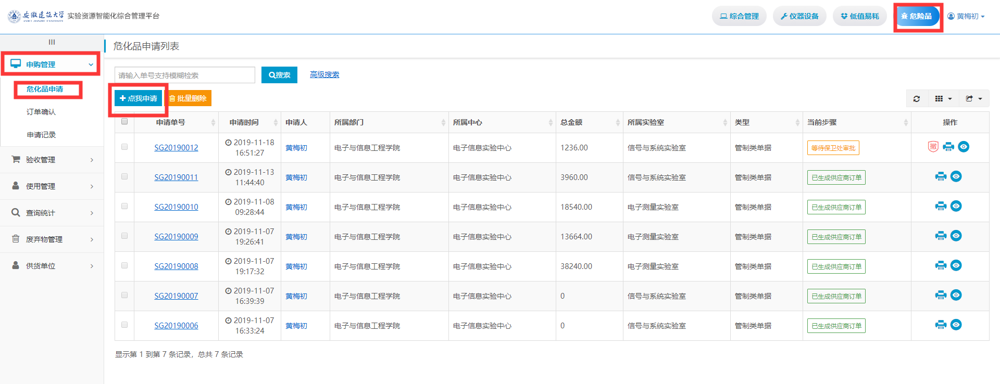 安徽建筑大学 实验资源智能化综合管理平台
ANHUI JIANZHU UNIVERSITY
综合管理 仪器设备 低值易耗 危险品 黄梅初
申购管理
危化品申请
订单确认
申请记录
验收管理
使用管理
查询统计
废弃物管理
供货单位
危化品申请列表
请输入单号支持模糊检索 搜索 高级搜索
点我申请 批量删除
申请单号 申请时间 申请人 所属部门 所属中心 总金额 所属实验室 类型 当前步骤 操作
SG20190012 2019-11-18 16:51:27 黄梅初 电子与信息工程学院 电子信息实验中心 1236.00 信号与系统实验室 管制类单据 等待保卫处审批 撤
SG20190011 2019-11-13 11:44:40 黄梅初 电子与信息工程学院 电子信息实验中心 3960.00 信号与系统实验室 管制类单据 已生成供应商订单
SG20190010 2019-11-08 09:28:44 黄梅初 电子与信息工程学院 电子信息实验中心 18540.00 电子测量实验室 管制类单据 已生成供应商订单
SG20190009 2019-11-07 19:26:41 黄梅初 电子与信息工程学院 电子信息实验中心 13664.00 电子测量实验室 管制类单据 已生成供应商订单
SG20190008 2019-11-07 19:17:32 黄梅初 电子与信息工程学院 电子信息实验中心 38240.00 电子测量实验室 管制类单据 已生成供应商订单
SG20190007 2019-11-07 16:39:39 黄梅初 电子与信息工程学院 电子信息实验中心 0 信号与系统实验室 管制类单据 已生成供应商订单
SG20190006 2019-11-07 16:33:24 黄梅初 电子与信息工程学院 电子信息实验中心 0 信号与系统实验室 管制类单据 已生成供应商订单
显示第 1 到第 7 条记录，总共 7 条记录